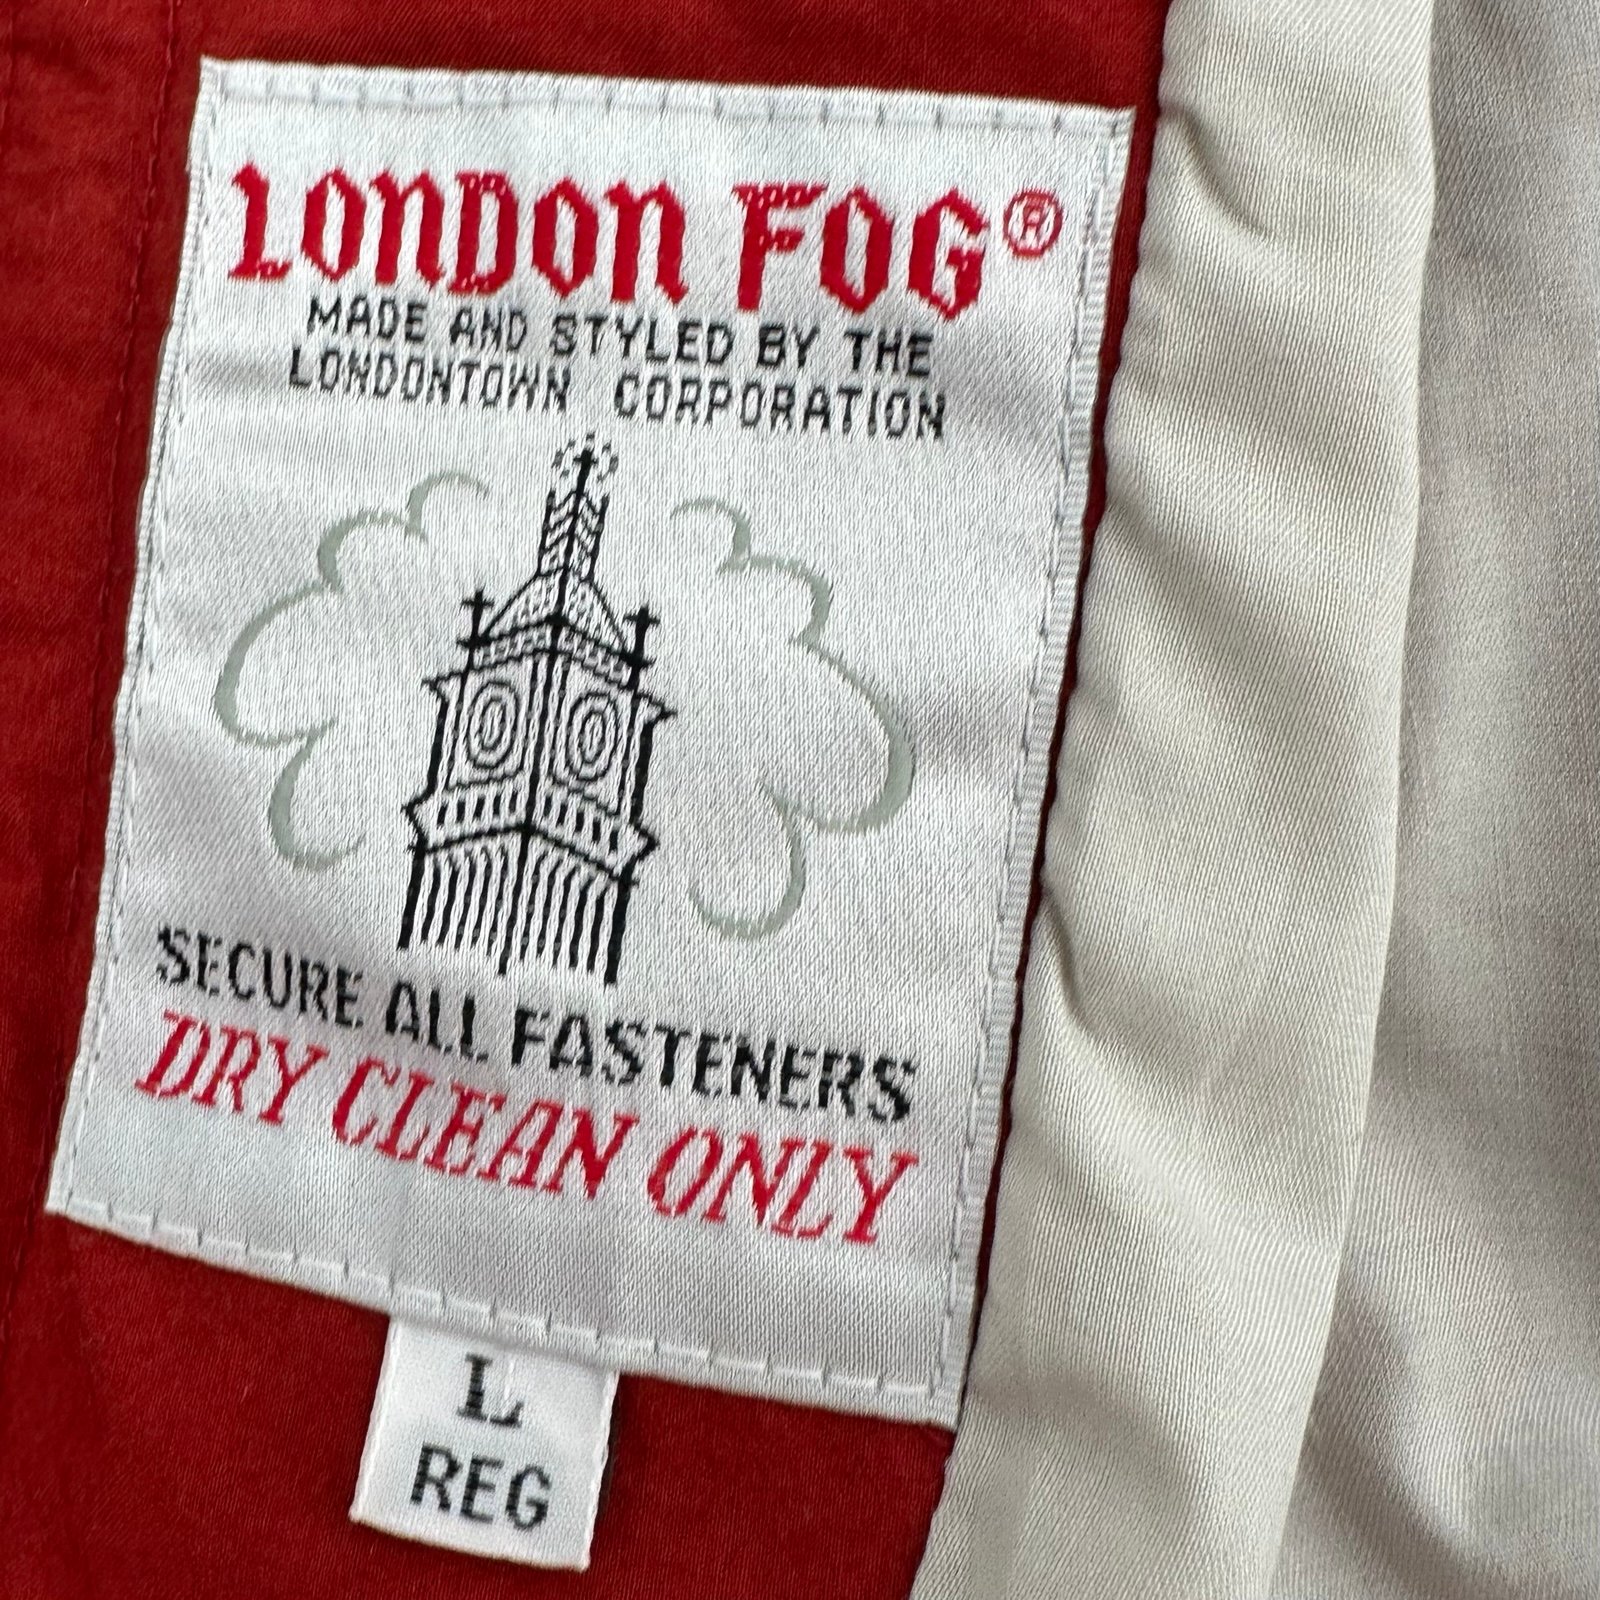 LONDON FOG®
MADE AND STYLED BY THE
LONDONTOWN CORPORATION
SECURE ALL FASTENERS
DRY CLEAN ONLY
L
REG